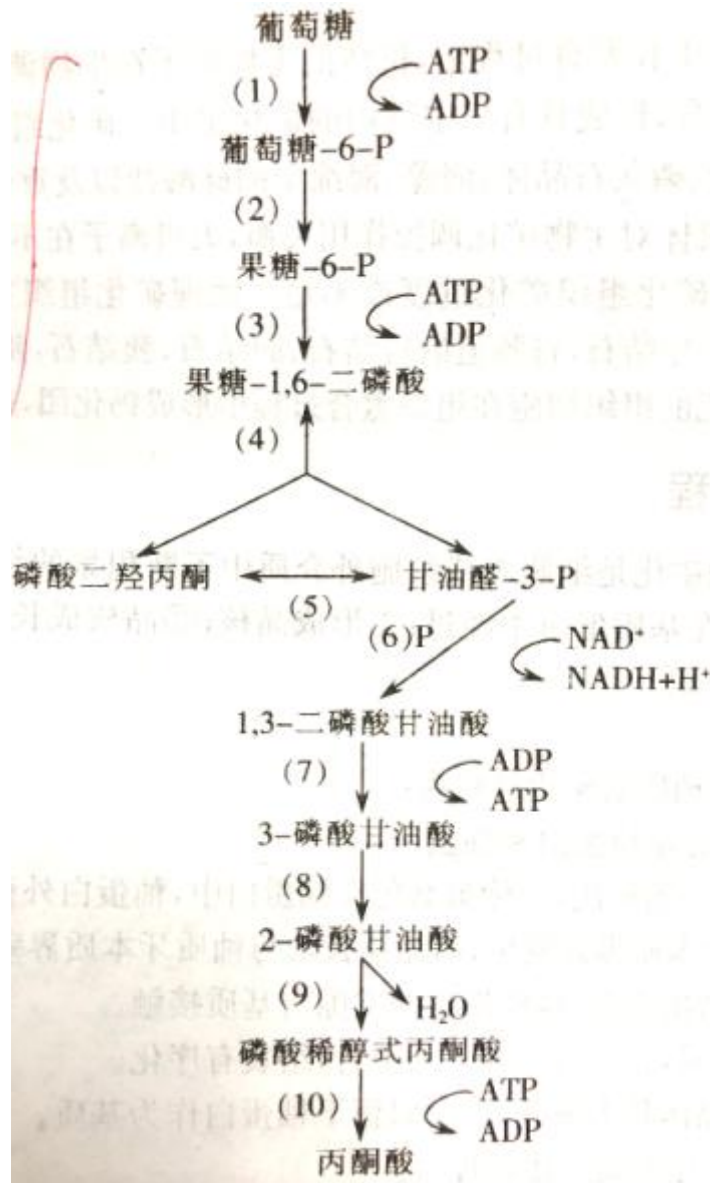 葡萄糖
(1)
ATP
ADP
葡萄糖-6-P
(2)
果糖-6-P
(3)
ATP
ADP
果糖-1,6-二磷酸
(4)
磷酸二羟丙酮
(5)
甘油醛-3-P
(6)P
NAD⁺
NADH+H⁺
1,3-二磷酸甘油酸
(7)
ADP
ATP
3-磷酸甘油酸
(8)
2-磷酸甘油酸
(9)
H₂O
磷酸稀醇式丙酮酸
(10)
ATP
ADP
丙酮酸